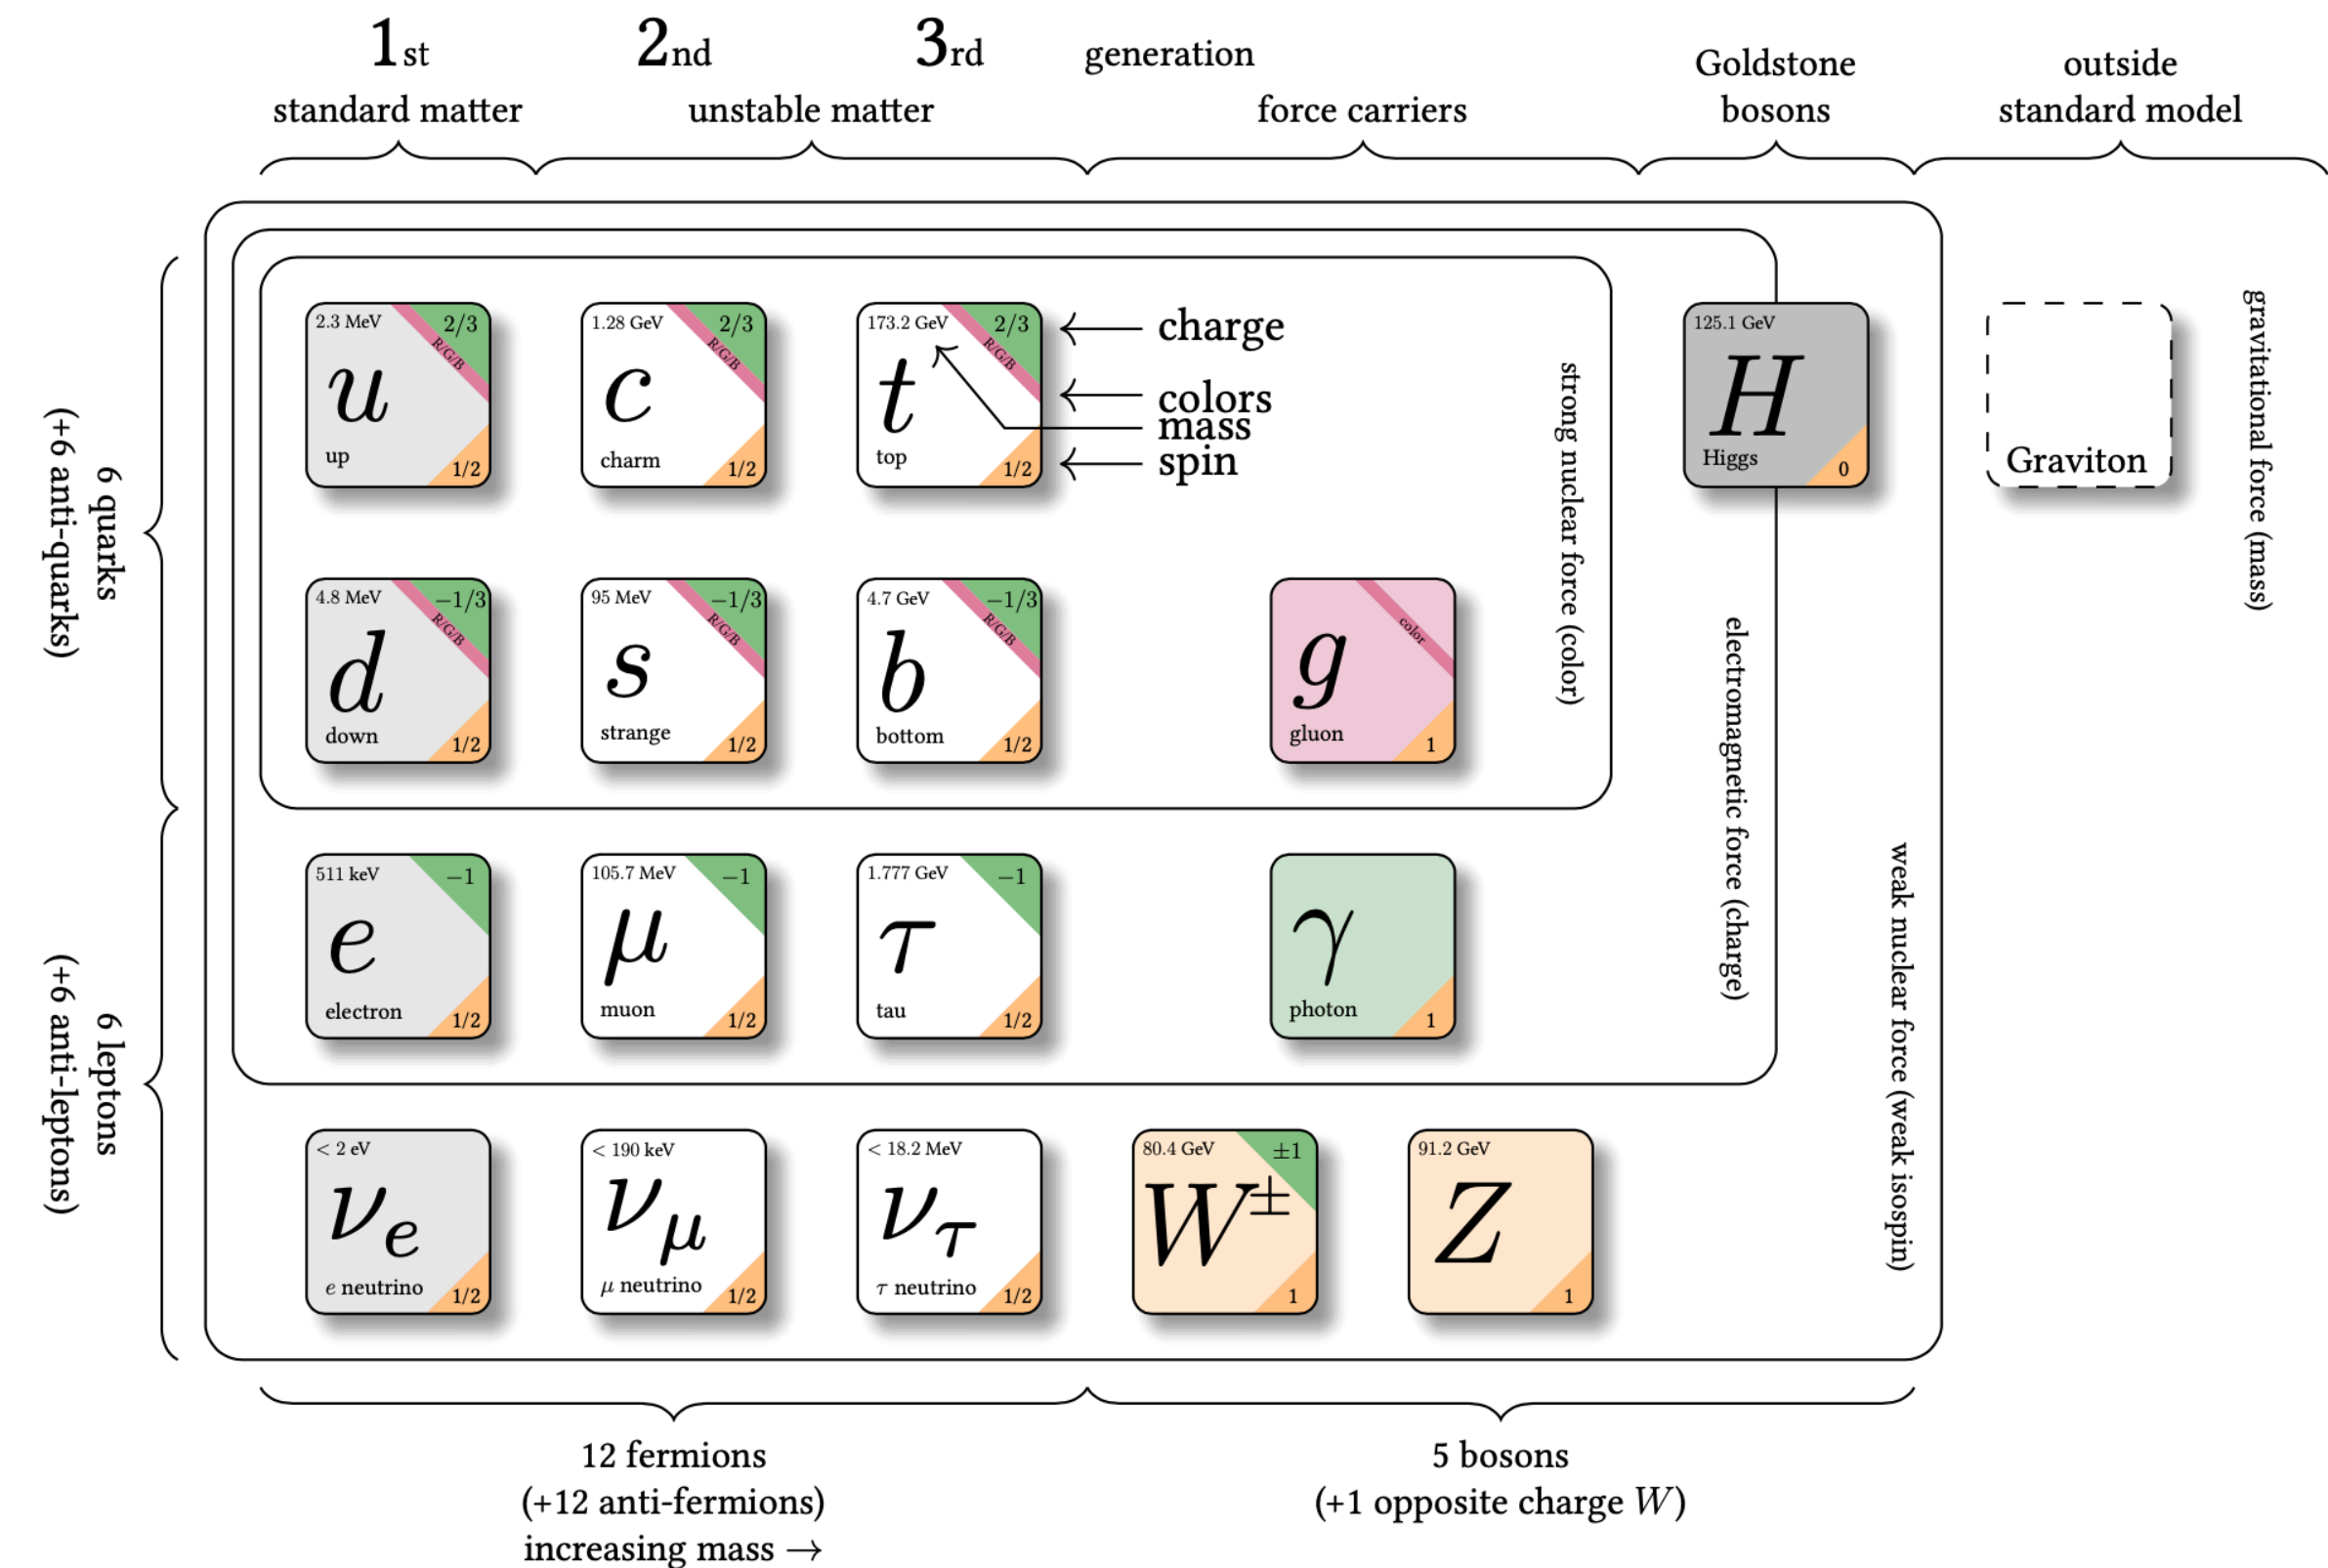 1st
2nd
3rd
generation
standard matter
unstable matter
force carriers
Goldstone
bosons
outside
standard model
6 quarks
(+6 anti-quarks)
6 leptons
(+6 anti-leptons)
2.3 MeV
2/3
R/G/B
u
up
1/2
1.28 GeV
2/3
R/G/B
c
charm
1/2
173.2 GeV
2/3
R/G/B
t
top
1/2
charge
colors
mass
spin
strong nuclear force (color)
125.1 GeV
H
Higgs
0
Graviton
gravitational force (mass)
4.8 MeV
−1/3
R/G/B
d
down
1/2
95 MeV
−1/3
R/G/B
s
strange
1/2
4.7 GeV
−1/3
R/G/B
b
bottom
1/2
color
g
gluon
1
electromagnetic force (charge)
511 keV
−1
e
electron
1/2
105.7 MeV
−1
μ
muon
1/2
1.777 GeV
−1
τ
tau
1/2
γ
photon
1
weak nuclear force (weak isospin)
< 2 eV
νe
e neutrino
1/2
< 190 keV
νμ
μ neutrino
1/2
< 18.2 MeV
ντ
τ neutrino
1/2
80.4 GeV
±1
W±
1
91.2 GeV
Z
1
12 fermions
(+12 anti-fermions)
increasing mass →
5 bosons
(+1 opposite charge W)